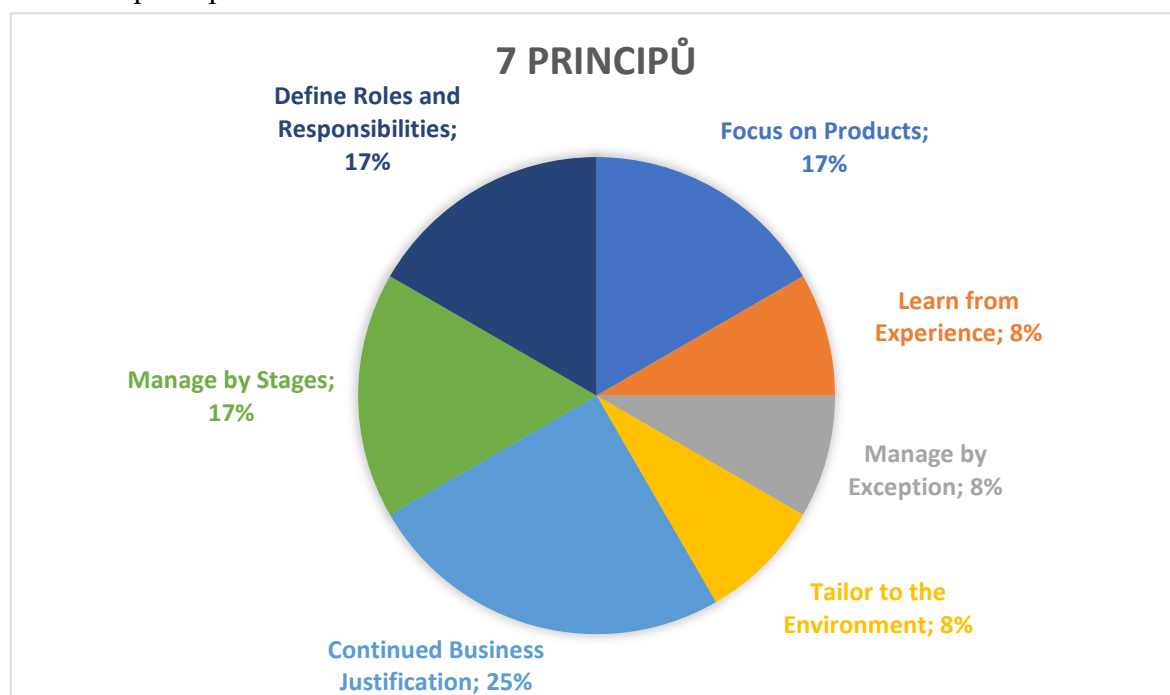 7 PRINCIPŮ
Define Roles and
Responsibilities;
17%
Focus on Products;
17%
Learn from
Experience; 8%
Manage by Stages;
17%
Manage by
Exception; 8%
Tailor to the
Environment; 8%
Continued Business
Justification; 25%